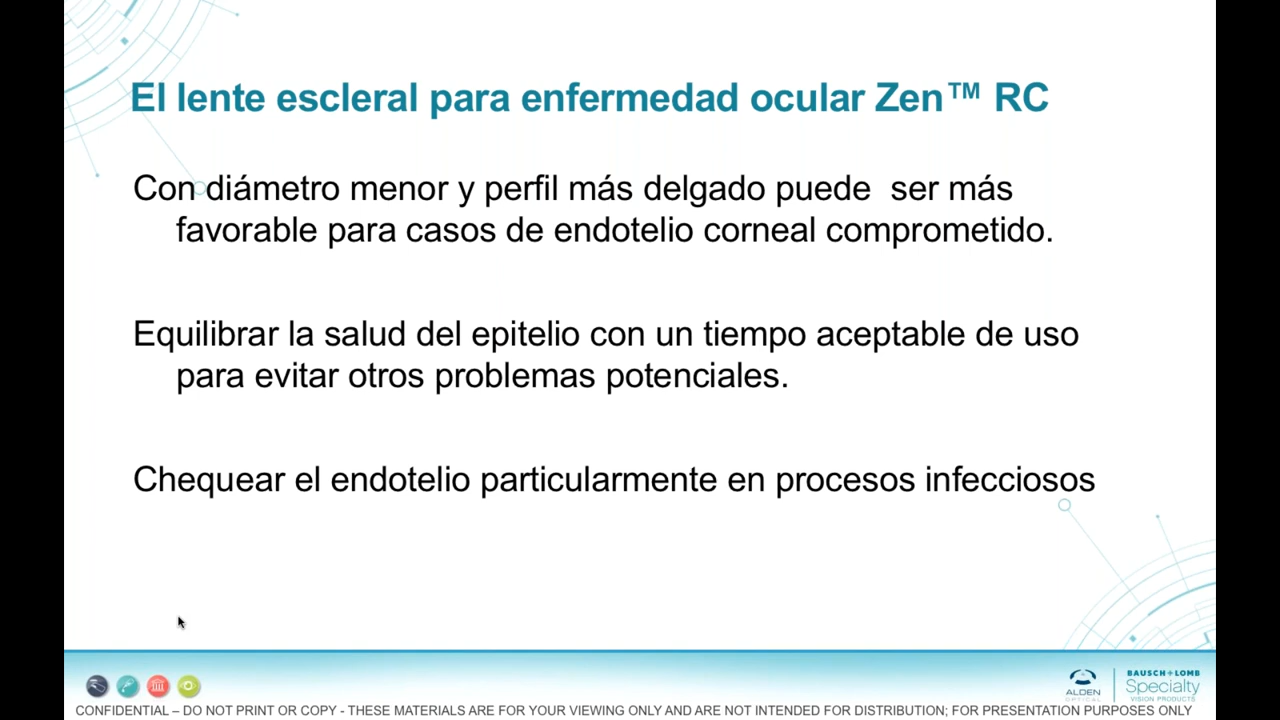 El lente escleral para enfermedad ocular Zen™ RC
Con diámetro menor y perfil más delgado puede ser más
favorable para casos de endotelio corneal comprometido.
Equilibrar la salud del epitelio con un tiempo aceptable de uso
para evitar otros problemas potenciales.
Chequear el endotelio particularmente en procesos infecciosos
ALDEN
OPTICAL
BAUSCH+LOMB
Specialty
VISION PRODUCTS
CONFIDENTIAL – DO NOT PRINT OR COPY - THESE MATERIALS ARE FOR YOUR VIEWING ONLY AND ARE NOT INTENDED FOR DISTRIBUTION; FOR PRESENTATION PURPOSES ONLY